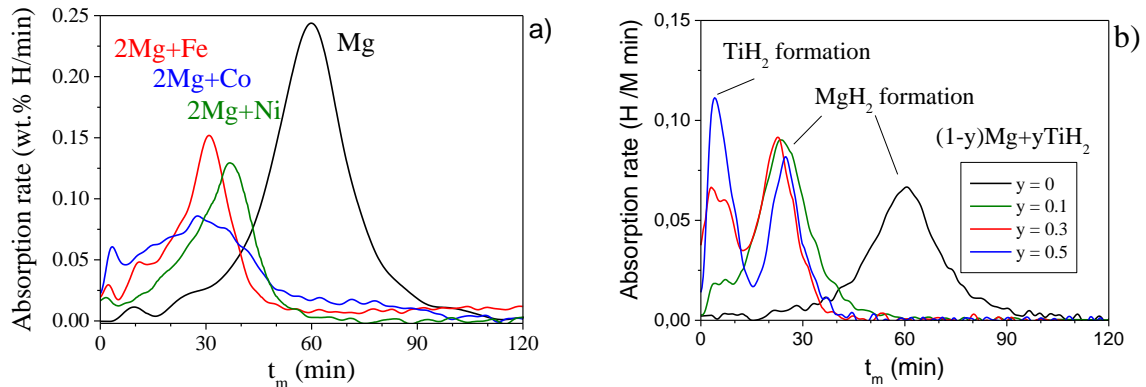 0.25
0.20
0.15
0.10
0.05
0.00
0
30
60
90
120
Absorption rate (wt.% H/min)
t_m (min)
a)
2Mg+Fe
2Mg+Co
2Mg+Ni
Mg
0,15
0,10
0,05
0,00
0
30
60
90
120
Absorption rate (H /M min)
t_m (min)
b)
TiH₂ formation
MgH₂ formation
(1-y)Mg+yTiH₂
y = 0
y = 0.1
y = 0.3
y = 0.5